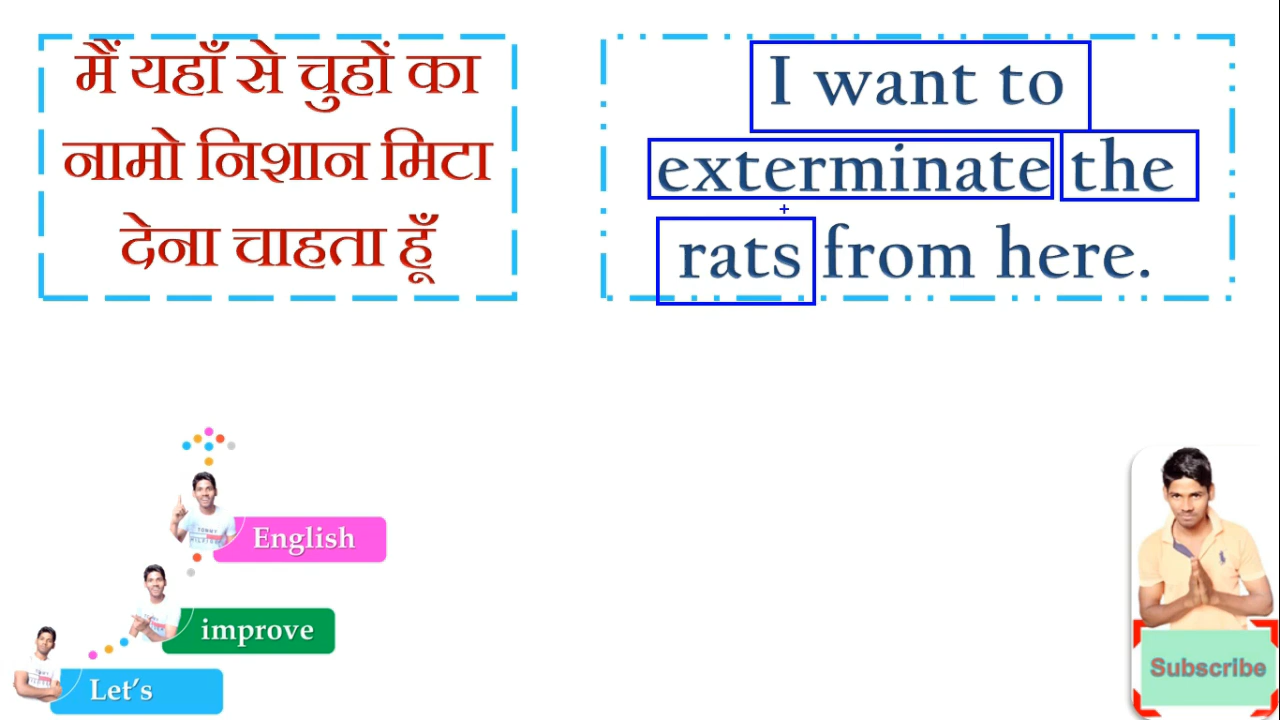 मैं यहाँ से चुहों का
नामो निशान मिटा
देना चाहता हूँ
I want to
exterminate the
rats from here.
English
improve
Let's
Subscribe